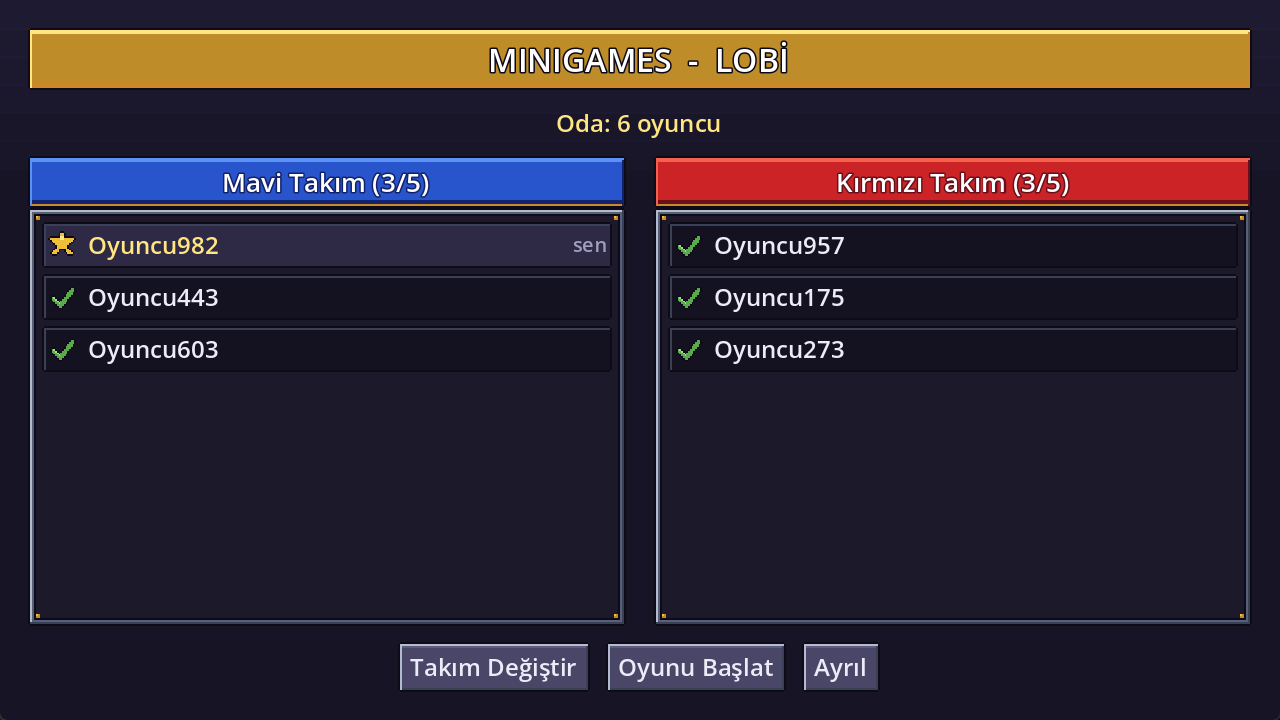 MINIGAMES - LOBİ
Oda: 6 oyuncu
Mavi Takım (3/5)
Oyuncu982 sen
Oyuncu443
Oyuncu603
Kırmızı Takım (3/5)
Oyuncu957
Oyuncu175
Oyuncu273
Takım Değiştir
Oyunu Başlat
Ayrıl